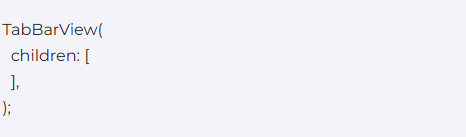 TabBarView(
  children: [
  ],
);